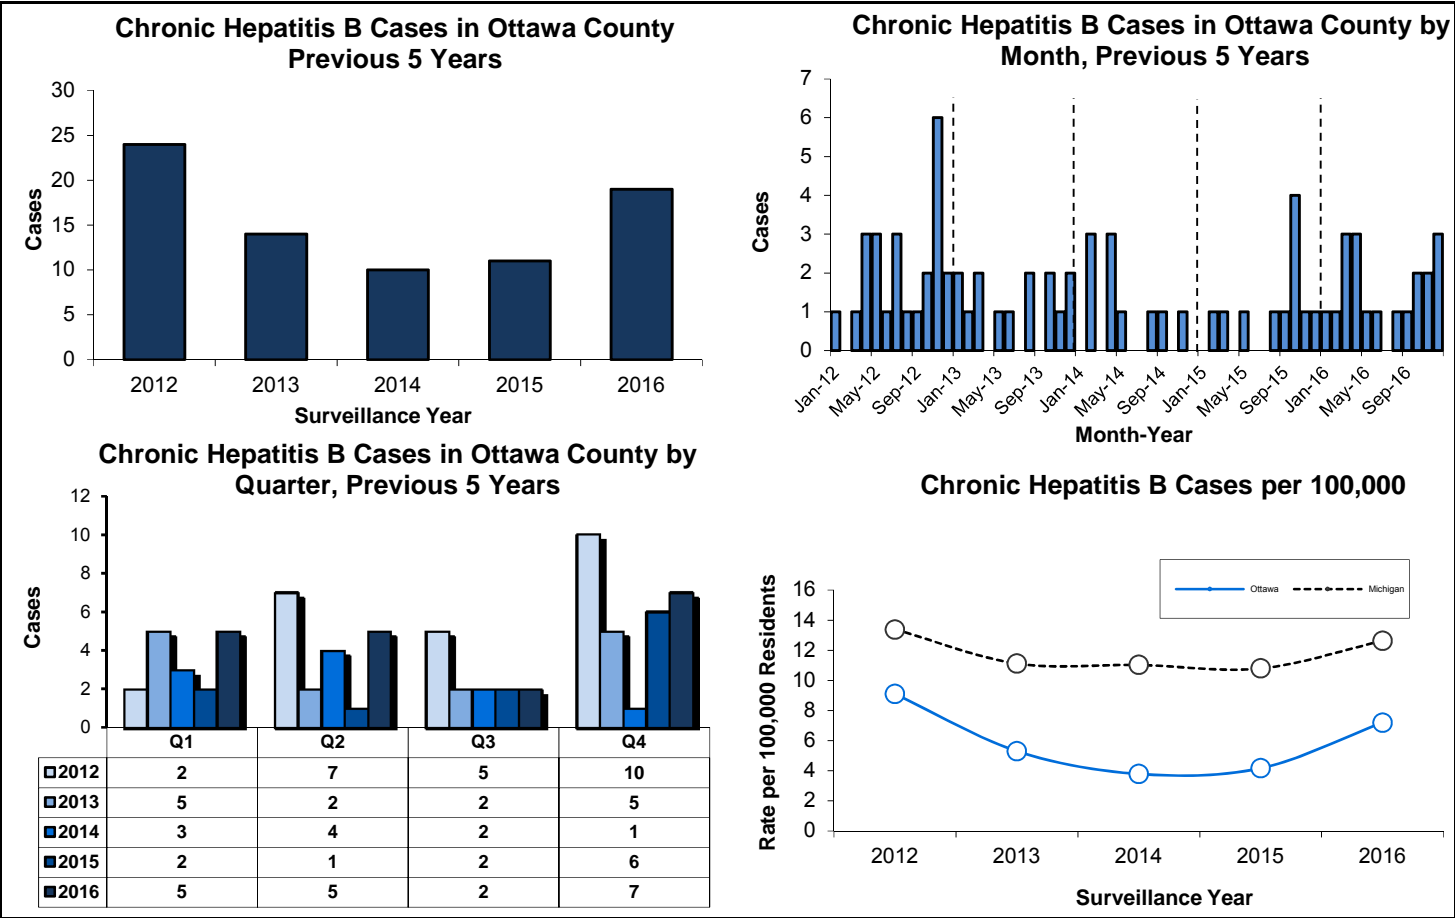 Chronic Hepatitis B Cases in Ottawa County
Previous 5 Years
30
25
20
15
10
5
0
Cases
2012 2013 2014 2015 2016
Surveillance Year
Chronic Hepatitis B Cases in Ottawa County by
Month, Previous 5 Years
7
6
5
4
3
2
1
0
Cases
Jan-12 May-12 Sep-12 Jan-13 May-13 Sep-13 Jan-14 May-14 Sep-14 Jan-15 May-15 Sep-15 Jan-16 May-16 Sep-16
Month-Year
Chronic Hepatitis B Cases in Ottawa County by
Quarter, Previous 5 Years
12
10
8
6
4
2
0
Cases
Q1 Q2 Q3 Q4
2012 2 7 5 10
2013 5 2 2 5
2014 3 4 2 1
2015 2 1 2 6
2016 5 5 2 7
Chronic Hepatitis B Cases per 100,000
Ottawa Michigan
16
14
12
10
8
6
4
2
0
Rate per 100,000 Residents
2012 2013 2014 2015 2016
Surveillance Year